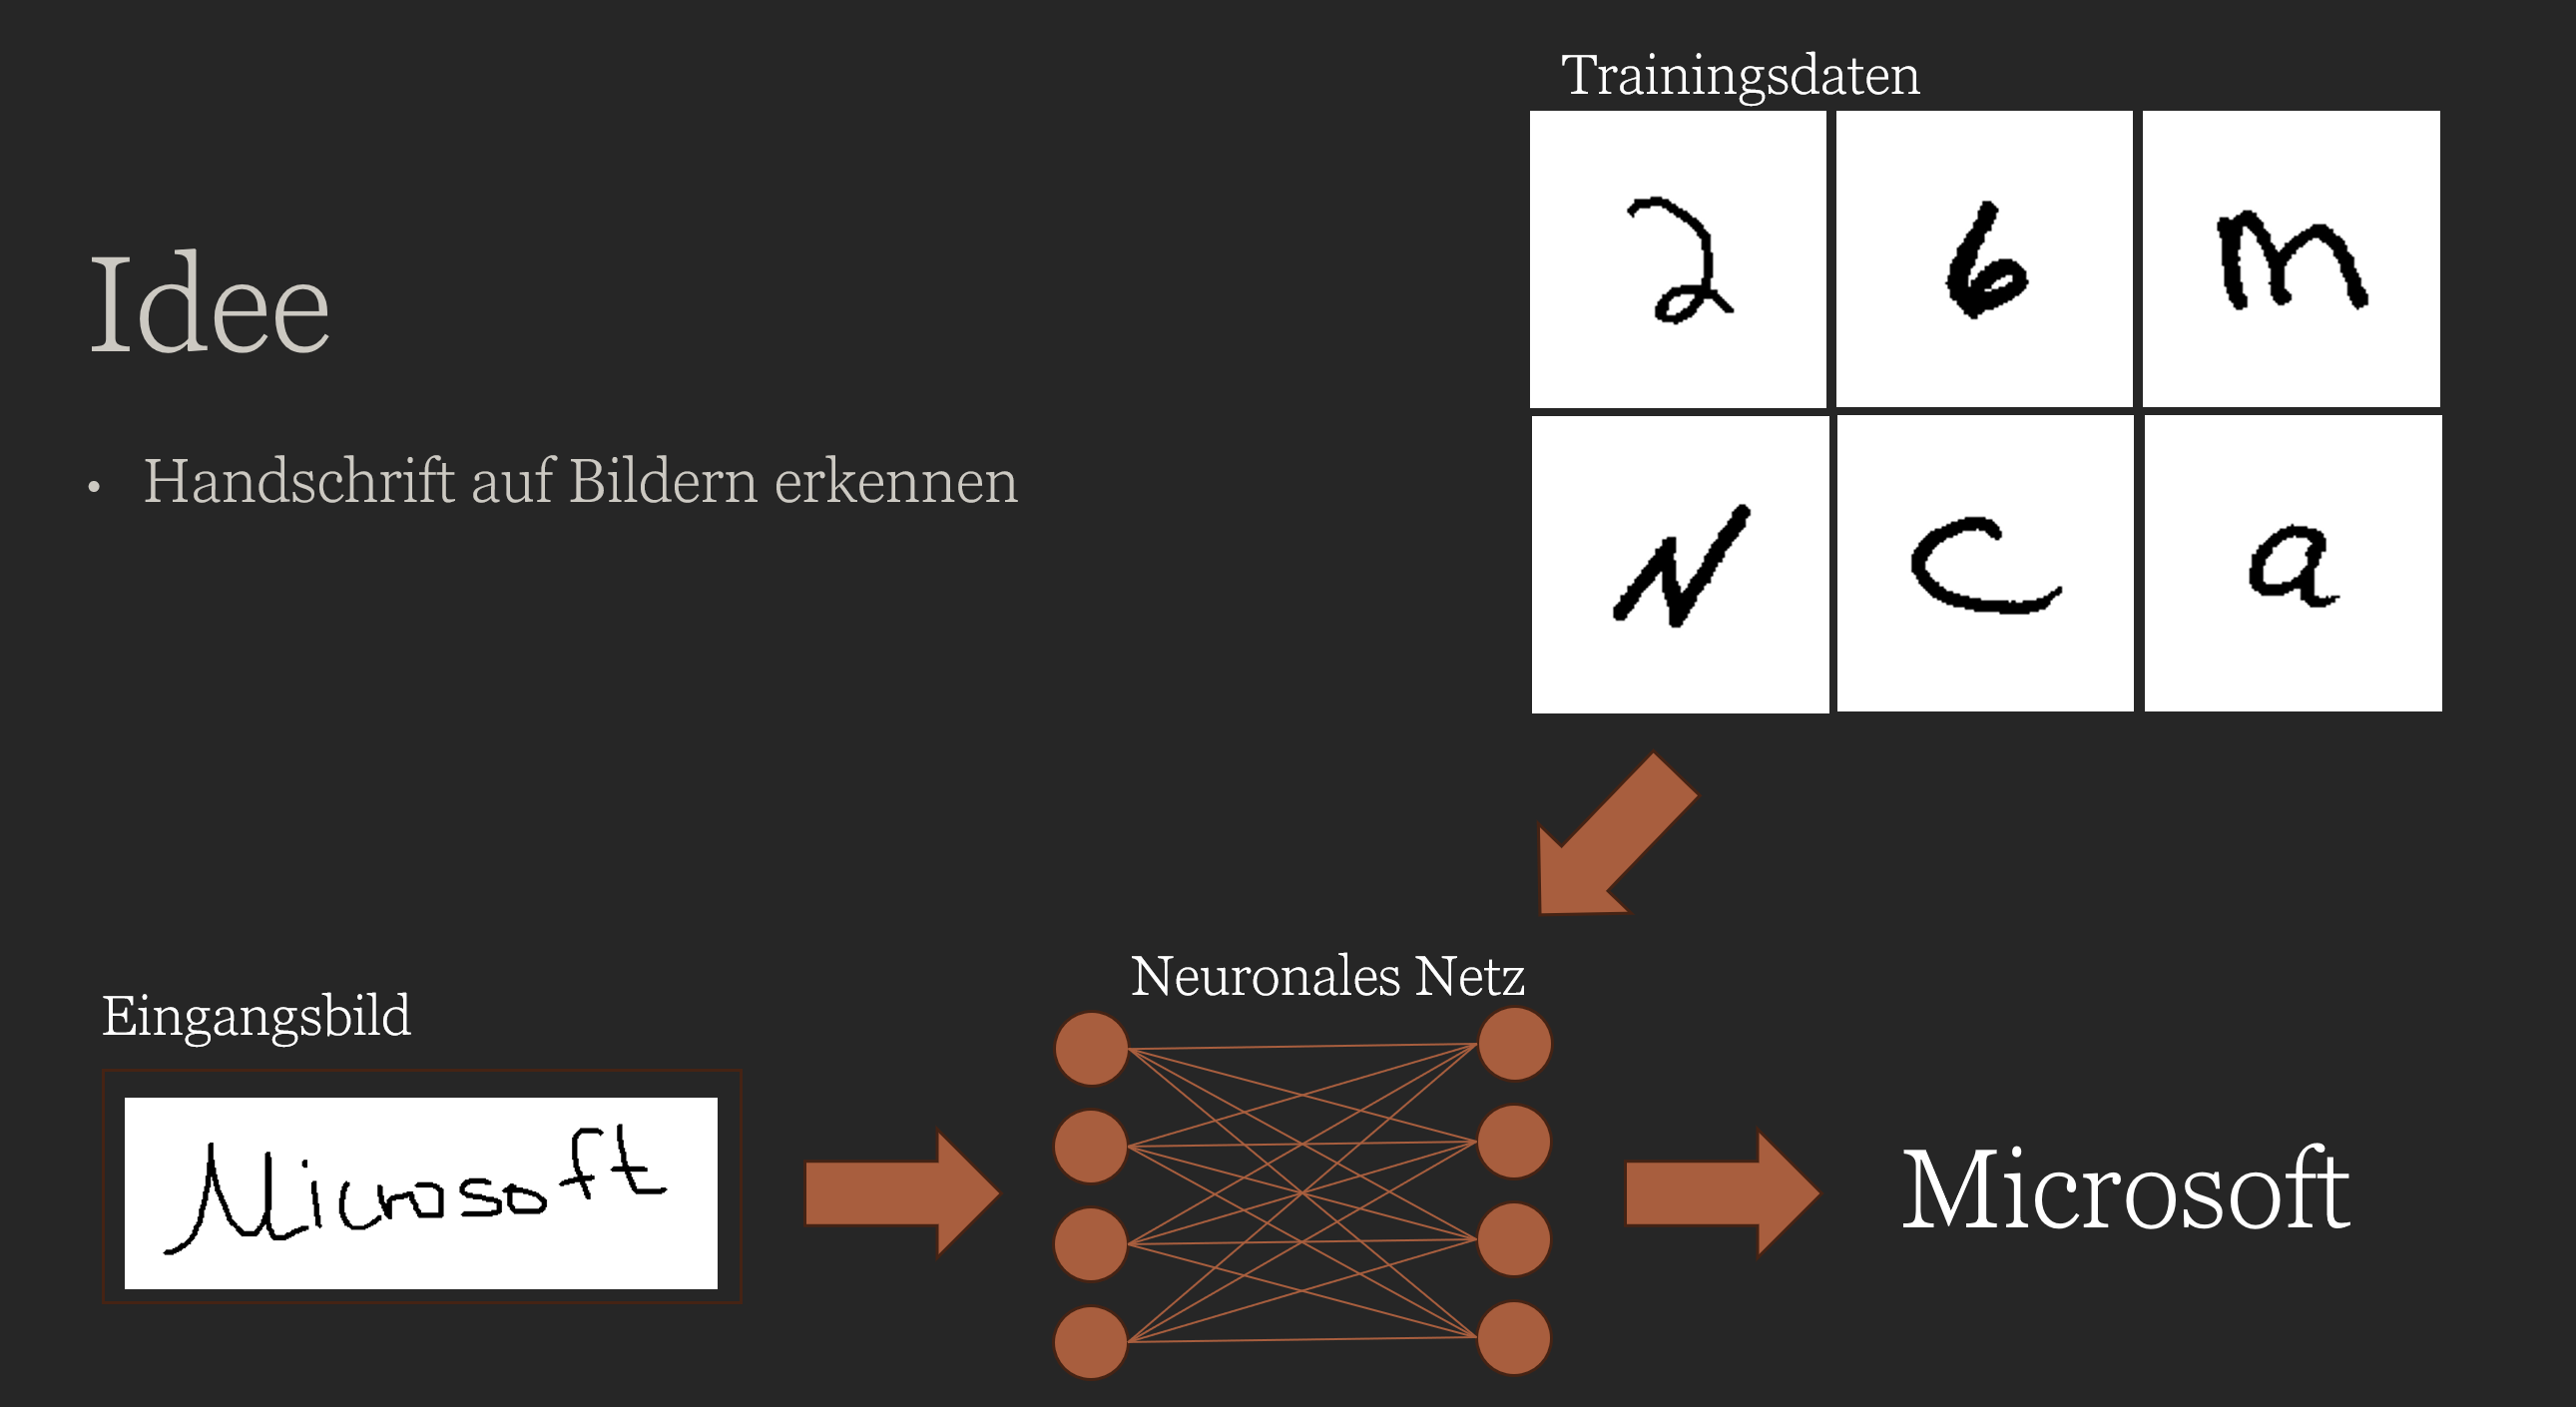 Idee
• Handschrift auf Bildern erkennen
Trainingsdaten
2 6 m
N C a
Neuronales Netz
Eingangsbild
Microsoft
Microsoft